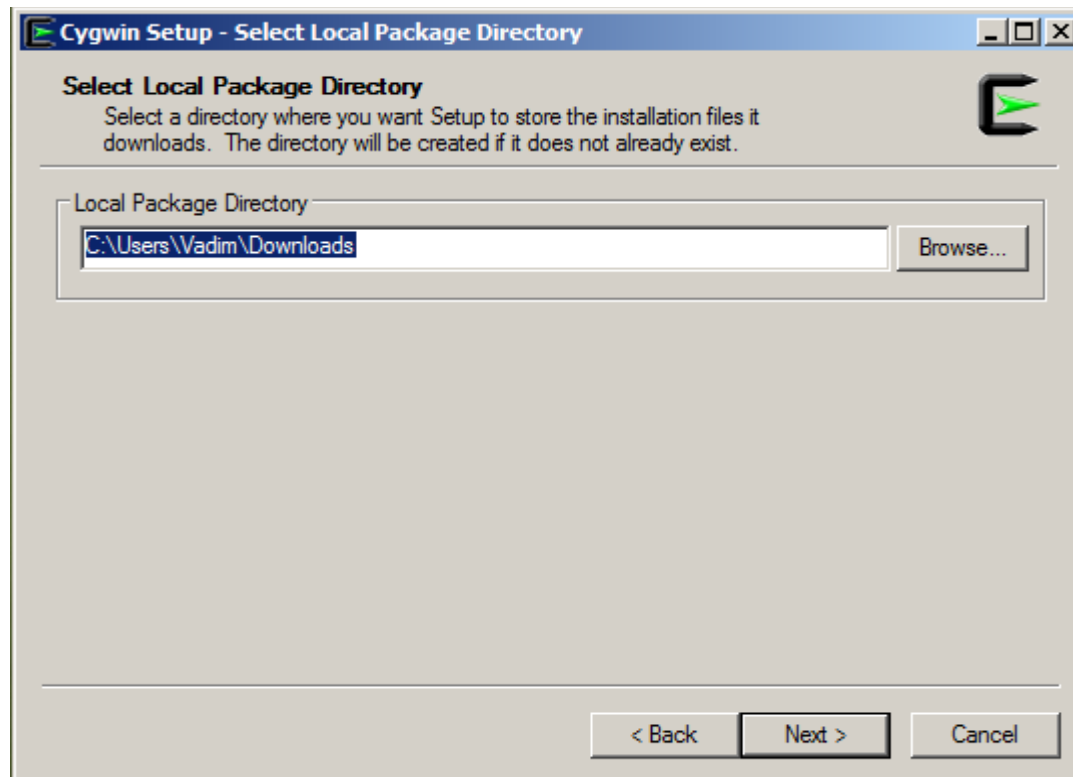 Cygwin Setup - Select Local Package Directory
Select Local Package Directory
Select a directory where you want Setup to store the installation files it
downloads.  The directory will be created if it does not already exist.
Local Package Directory
C:\Users\Vadim\Downloads
Browse...
< Back
Next >
Cancel